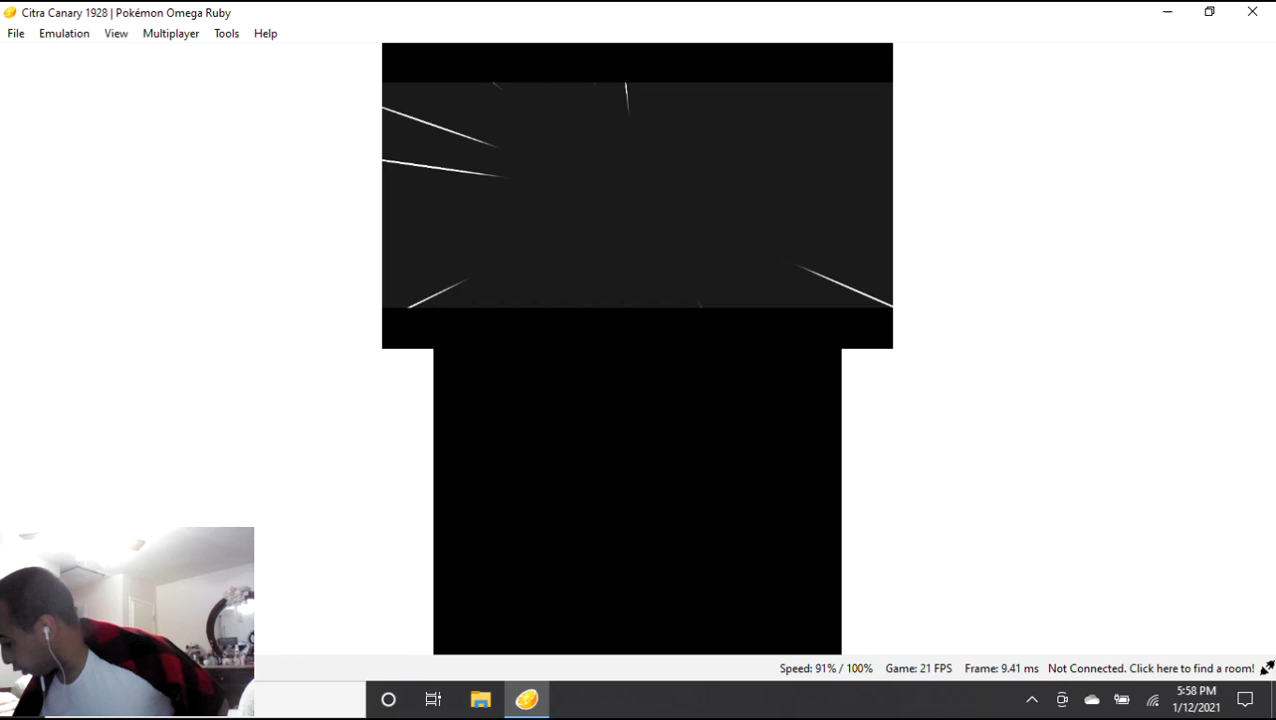 Citra Canary 1928 | Pokémon Omega Ruby
File Emulation View Multiplayer Tools Help
Speed: 91% / 100% Game: 21 FPS Frame: 9.41 ms Not Connected. Click here to find a room!
5:58 PM
1/12/2021